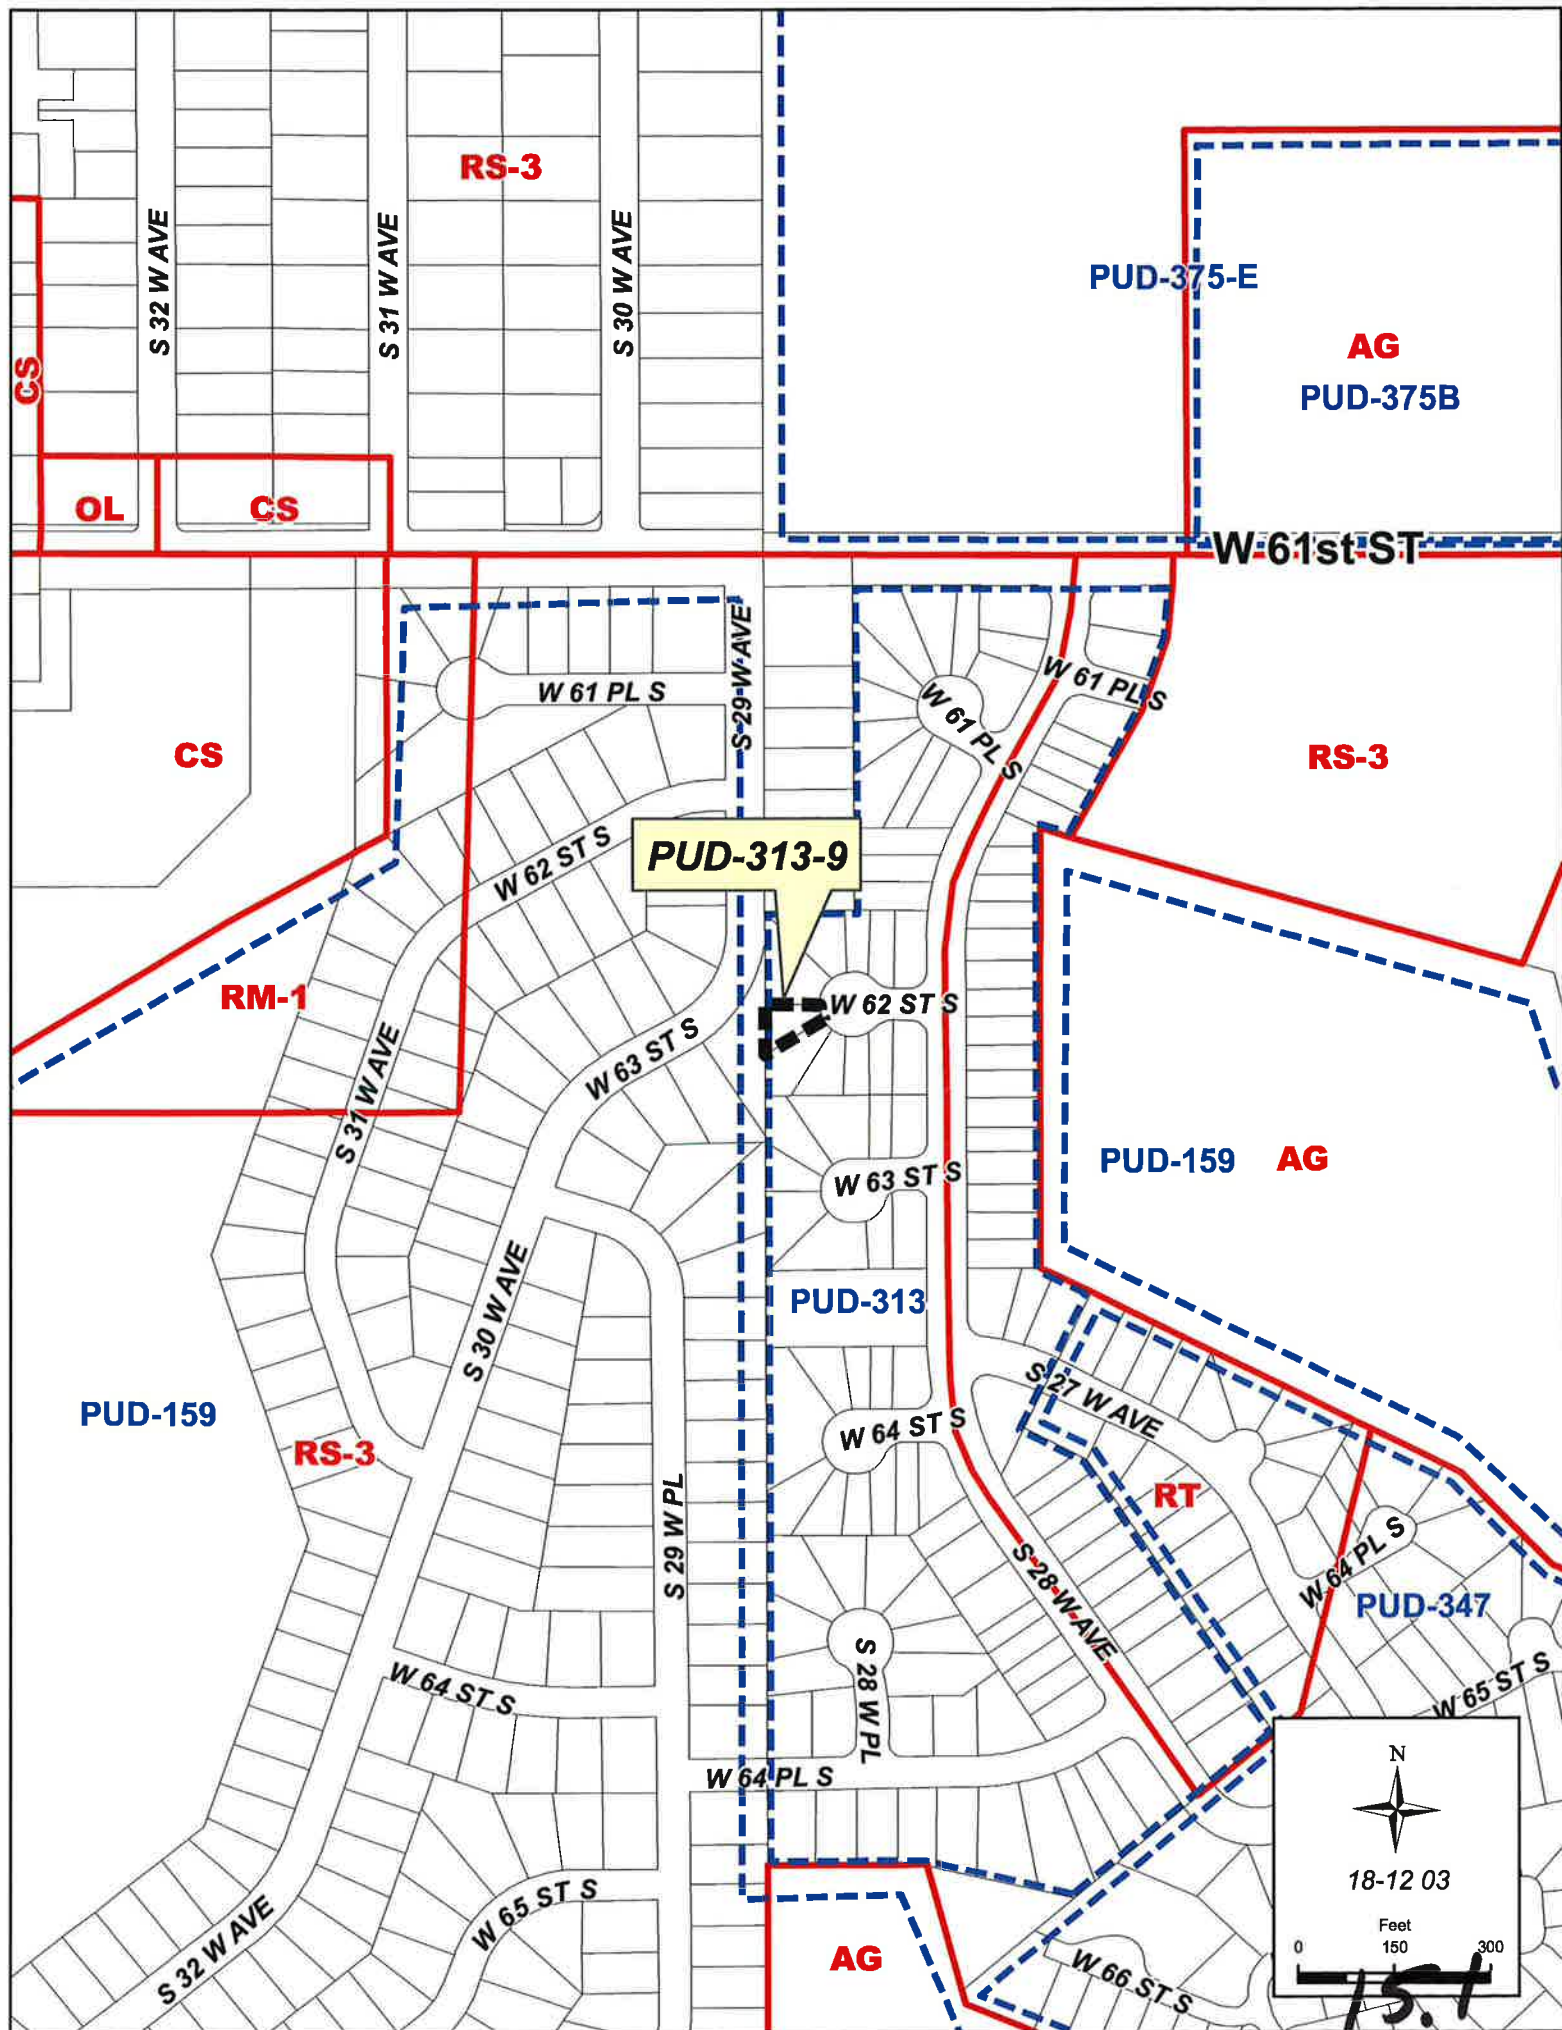 RS-3
S 32 W AVE
S 31 W AVE
S 30 W AVE
PUD-375-E
AG
PUD-375B
CS
OL
CS
W 61st ST
S 29 W AVE
W 61 PL S
W 61 PL S
W 61 PL S
CS
RS-3
W 62 ST S
PUD-313-9
RM-1
W 62 ST S
W 63 ST S
S 31 W AVE
PUD-159
AG
W 63 ST S
S 30 W AVE
PUD-313
S 27 W AVE
PUD-159
RS-3
W 64 ST S
RT
S 29 W PL
S 28 W AVE
W 64 PL S
PUD-347
W 64 ST S
S 28 W PL
W 65 ST S
W 64 PL S
N
18-12 03
Feet
0 150 300
W 65 ST S
S 32 W AVE
AG
W 66 ST S
15.1